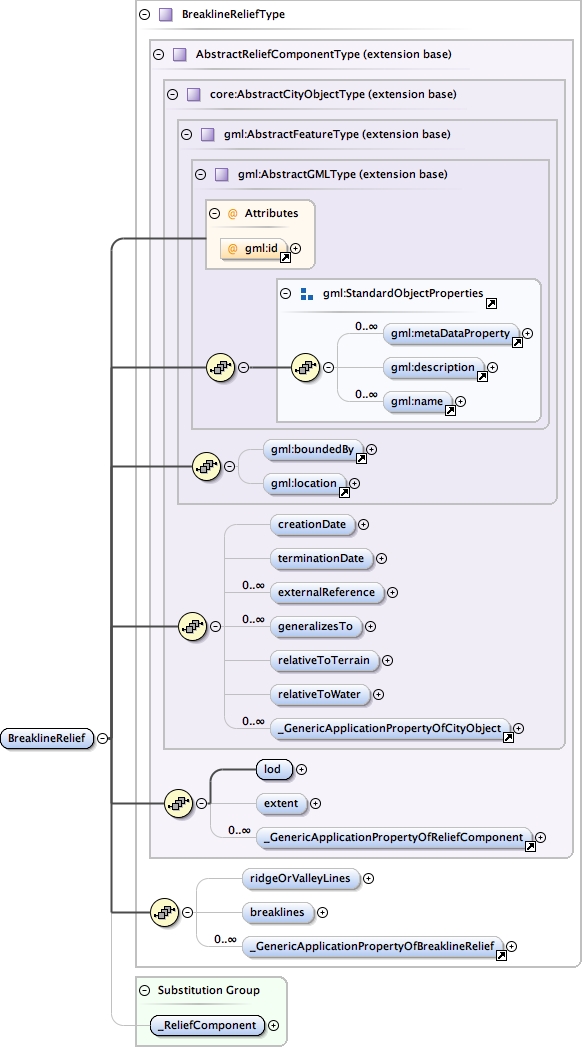 BreaklineReliefType
AbstractReliefComponentType (extension base)
core:AbstractCityObjectType (extension base)
gml:AbstractFeatureType (extension base)
gml:AbstractGMLType (extension base)
@ Attributes
@ gml:id
gml:StandardObjectProperties
0..∞
gml:metaDataProperty
gml:description
0..∞
gml:name
gml:boundedBy
gml:location
creationDate
terminationDate
0..∞
externalReference
0..∞
generalizesTo
relativeToTerrain
relativeToWater
0..∞
_GenericApplicationPropertyOfCityObject
BreaklineRelief
lod
extent
0..∞
_GenericApplicationPropertyOfReliefComponent
ridgeOrValleyLines
breaklines
0..∞
_GenericApplicationPropertyOfBreaklineRelief
Substitution Group
_ReliefComponent